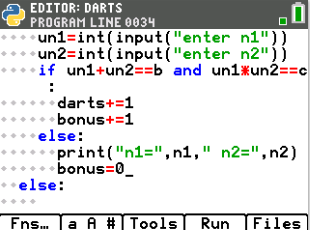 EDITOR: DARTS
PROGRAM LINE 0034
un1=int(input("enter n1"))
un2=int(input("enter n2"))
if un1+un2==b and un1*un2==c
:
darts+=1
bonus+=1
else:
print("n1=",n1," n2=",n2)
bonus=0_
else:
Fns… a A # Tools Run Files